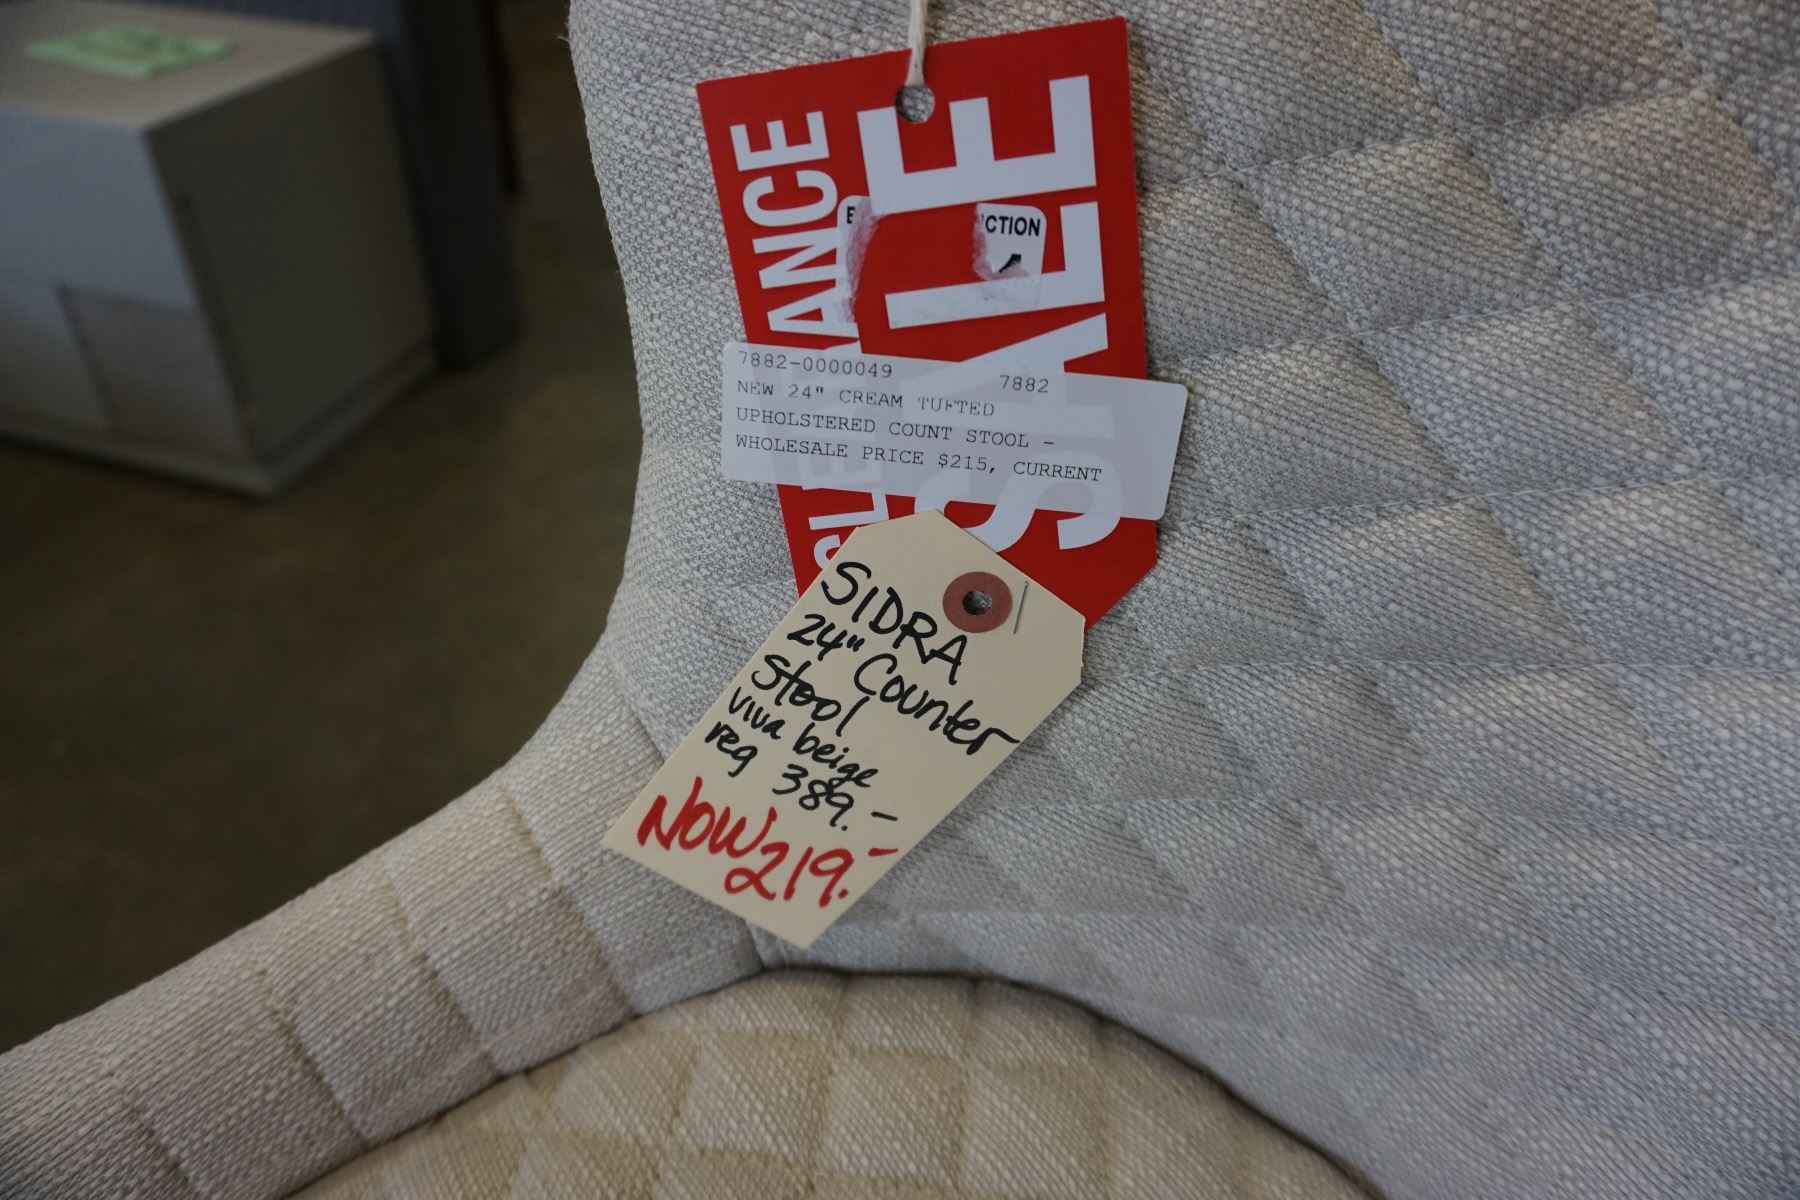 CLEARANCE
SALE
CTION
7882-0000049 7882
NEW 24" CREAM TUFTED
UPHOLSTERED COUNT STOOL -
WHOLESALE PRICE $215, CURRENT
SIDRA
24" Counter
Stool
viva beige
reg 389.-
NOW 219.-